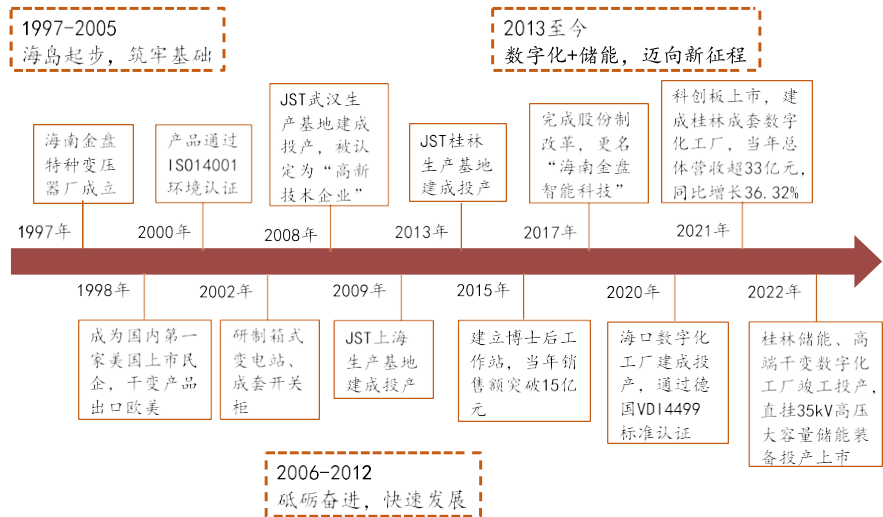 1997-2005
海岛起步，筑牢基础
2013至今
数字化+储能，迈向新征程
海南金盘
特种变压
器厂成立
产品通过
ISO14001
环境认证
JST武汉生
产基地建成
投产，被认
定为“高新
技术企业”
JST桂林
生产基地
建成投产
完成股份制
改革，更名
“海南金盘
智能科技”
科创板上市，建
成桂林成套数字
化工厂，当年总
体营收超33亿元，
同比增长36.32%
1997年
2000年
2008年
2013年
2017年
2021年
1998年
2002年
2009年
2015年
2020年
2022年
成为国内第一
家美国上市民
企，干变产品
出口欧美
研制箱式
变电站、
成套开关
柜
JST上海
生产基地
建成投产
建立博士后工
作站，当年销
售额突破15亿
元
海口数字化
工厂建成投
产，通过德
国VDI4499
标准认证
桂林储能、高
端干变数字化
工厂竣工投产，
直挂35kV高压
大容量储能装
备投产上市
2006-2012
砥砺奋进，快速发展